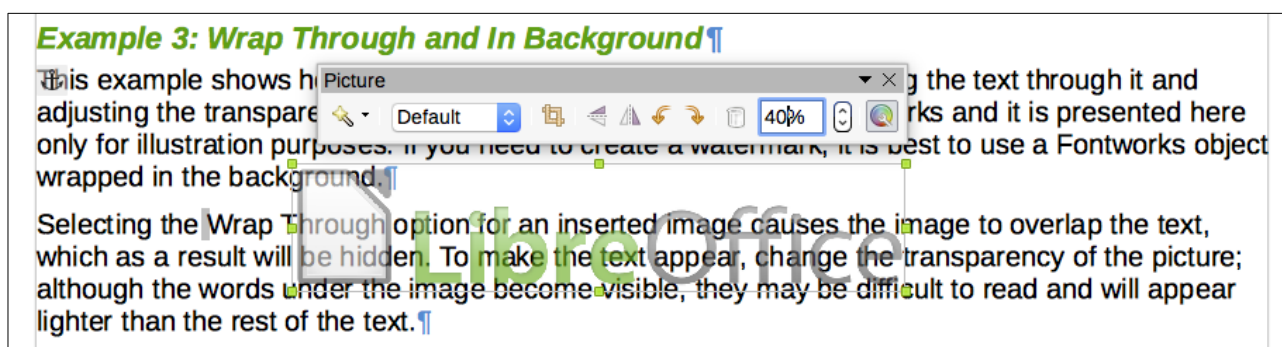 Example 3: Wrap Through and In Background¶
This example shows h
Picture
g the text through it and
adjusting the transpare
Default
40%
rks and it is presented here
only for illustration purposes. If you need to create a watermark, it is best to use a Fontworks object
wrapped in the background.¶
Selecting the Wrap Through option for an inserted image causes the image to overlap the text,
which as a result will be hidden. To make the text appear, change the transparency of the picture;
LibreOffice
although the words under the image become visible, they may be difficult to read and will appear
lighter than the rest of the text.¶